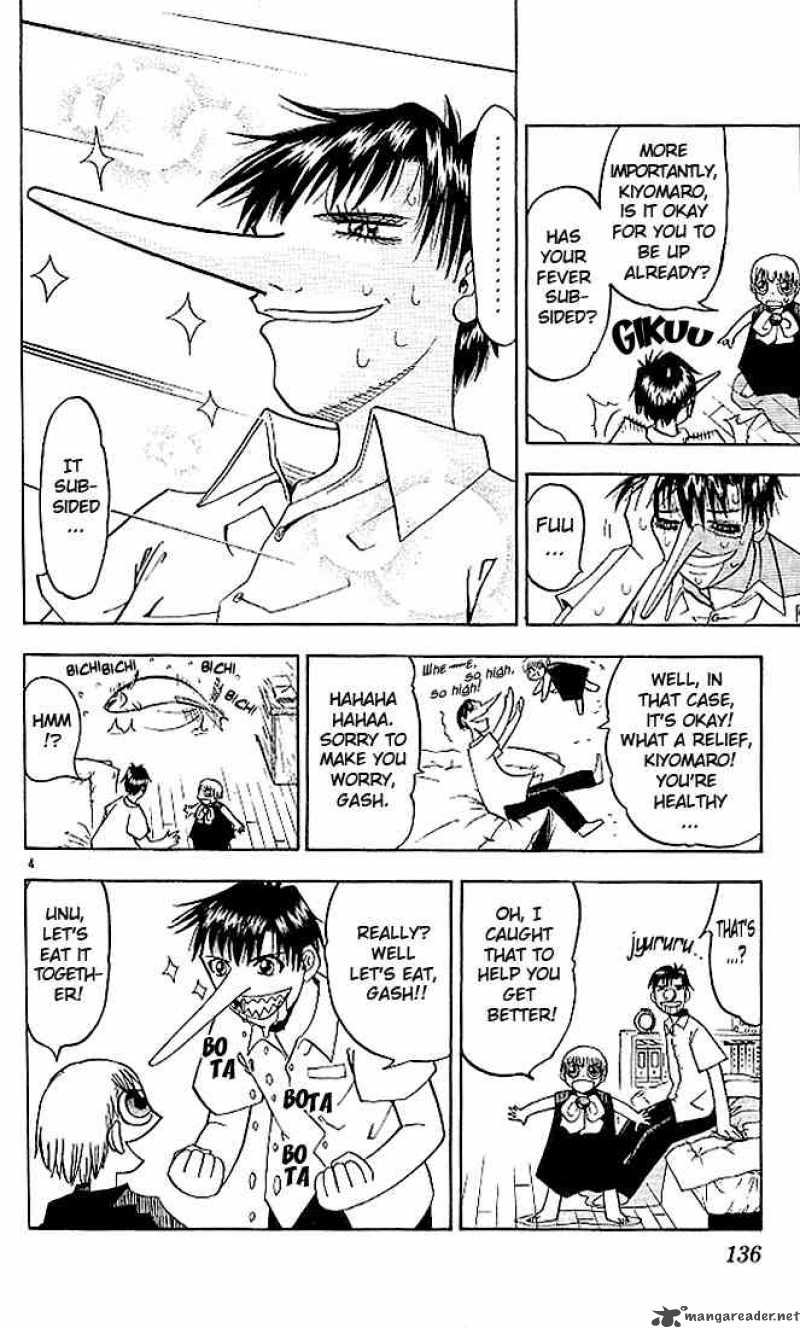 MORE
IMPORTANTLY,
KIYOMARO,
IS IT OKAY
FOR YOU TO
BE UP
ALREADY?
HAS
YOUR
FEVER
SUB-
SIDED?
GIKUU
FUU
...
.........
IT
SUB-
SIDED
...
WELL, IN
THAT CASE,
IT'S OKAY!
WHAT A RELIEF,
KIYOMARO!
YOU'RE
HEALTHY
...
Whe—e,
so high,
so high!
HAHAHA
HAHAA.
SORRY TO
MAKE YOU
WORRY,
GASH.
BICHIBICHI
BICHI
BICHI
HMM
!?
4
THAT'S
...?
jyururu..
OH, I
CAUGHT
THAT TO
HELP YOU
GET
BETTER!
REALLY?
WELL
LET'S EAT,
GASH!!
BO
TA
BOTA
BO
TA
UNU,
LET'S
EAT IT
TOGETH-
ER!
136
mangareader.net